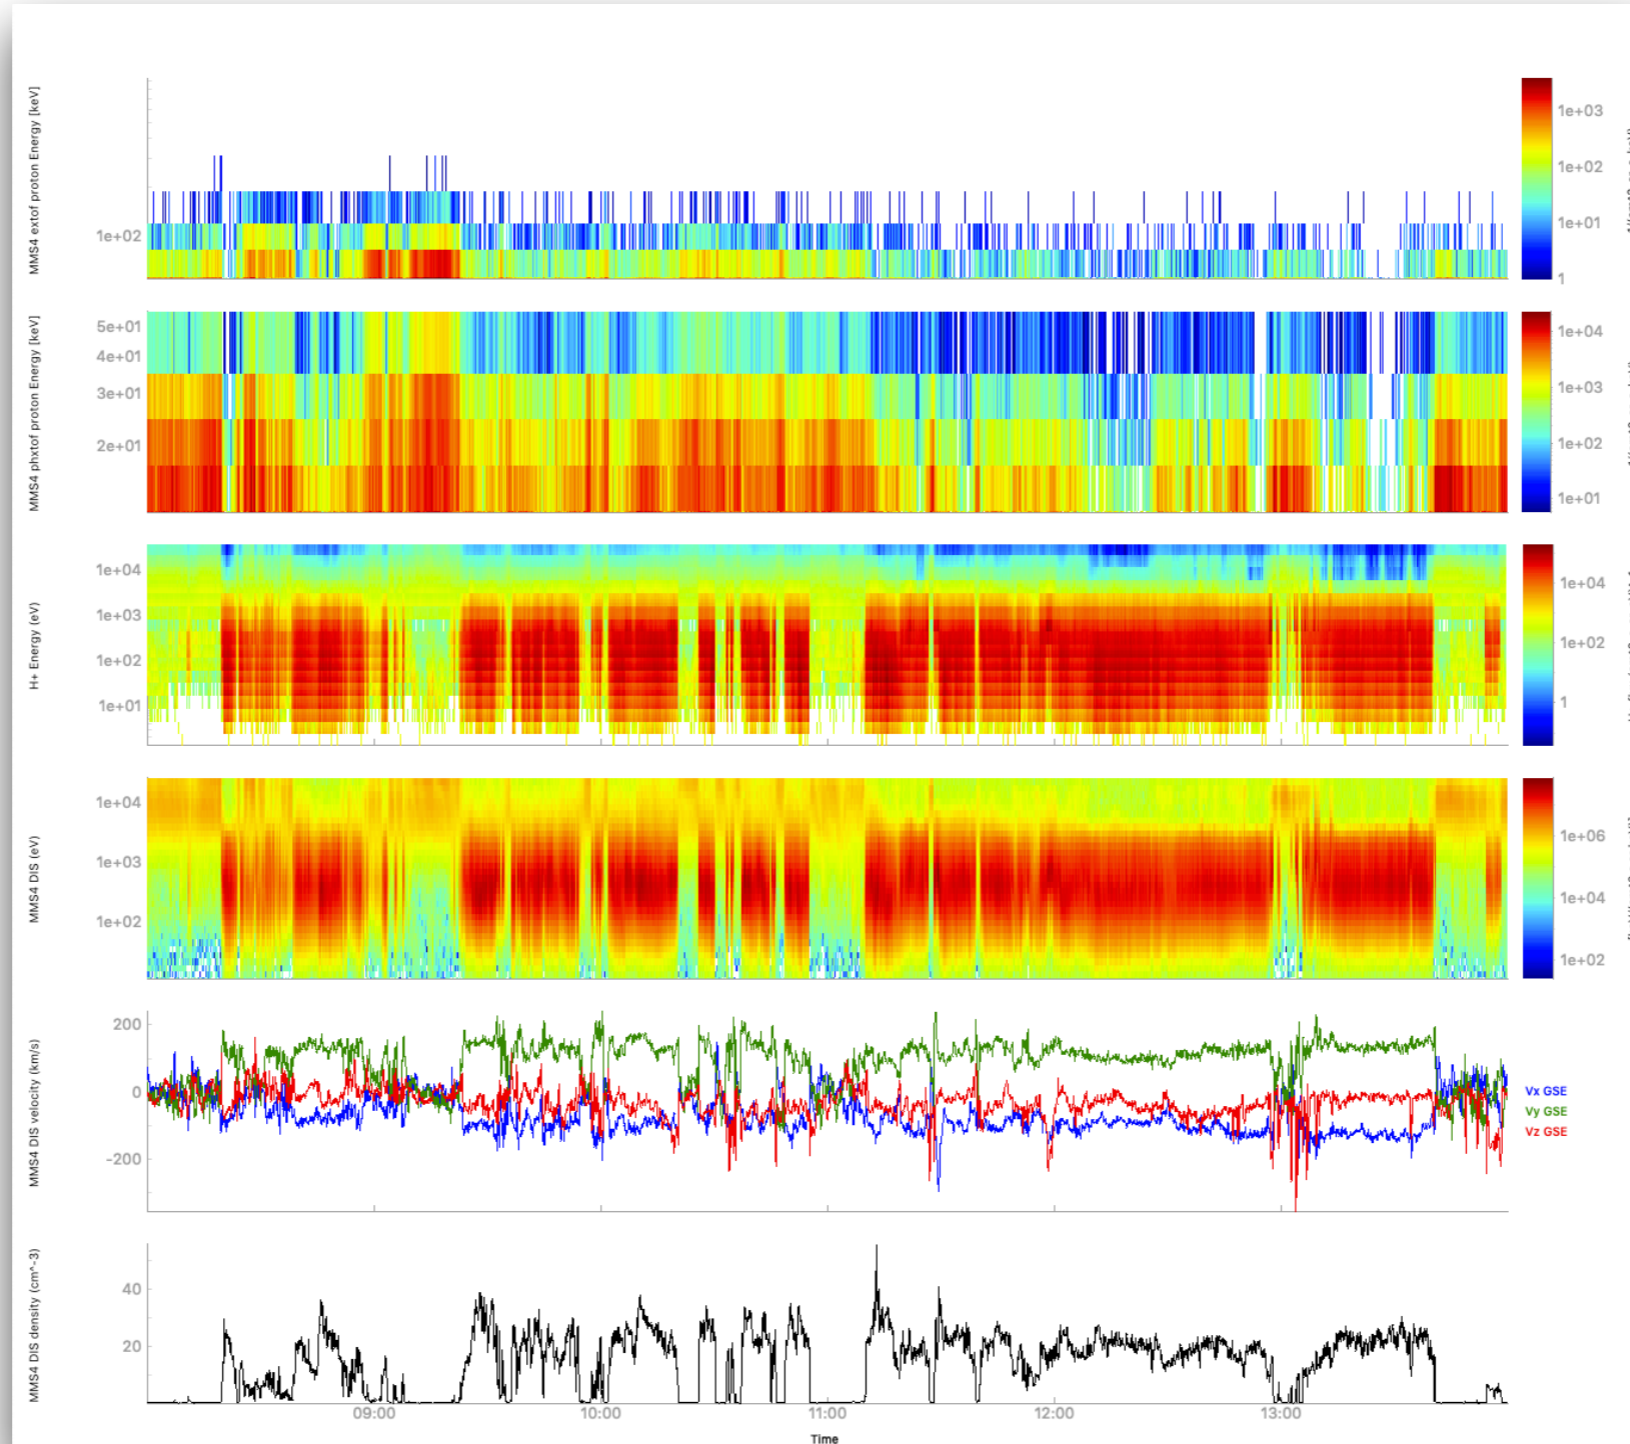 MMS4 extof proton Energy [keV]
1e+02
1e+03
1e+02
1e+01
1
MMS4 phxtof proton Energy [keV]
5e+01
4e+01
3e+01
2e+01
1e+04
1e+03
1e+02
1e+01
H+ Energy (eV)
1e+04
1e+03
1e+02
1e+01
1e+04
1e+02
1
MMS4 DIS (eV)
1e+04
1e+03
1e+02
1e+06
1e+04
1e+02
MMS4 DIS velocity (km/s)
200
0
-200
Vx GSE
Vy GSE
Vz GSE
MMS4 DIS density (cm^-3)
40
20
09:00
10:00
11:00
12:00
13:00
Time